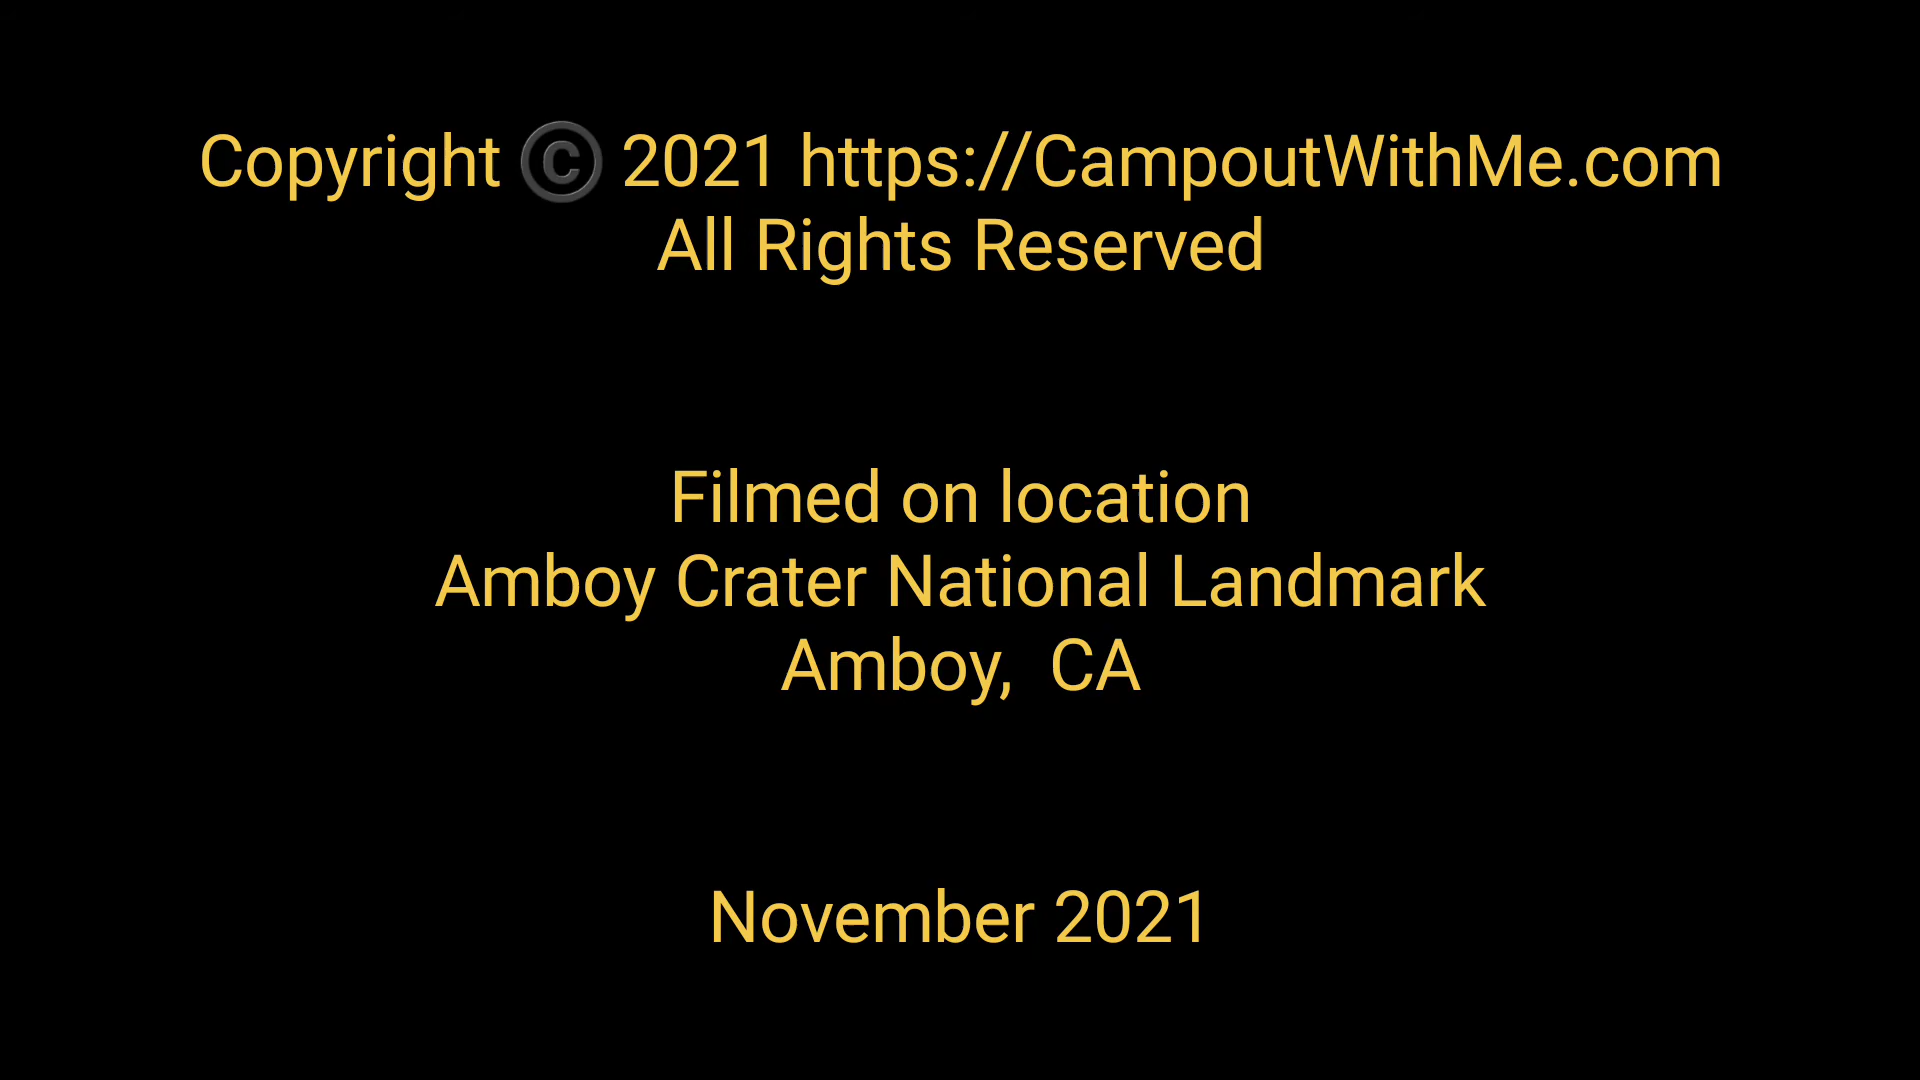 Copyright ©️ 2021 https://CampoutWithMe.com
All Rights Reserved
Filmed on location
Amboy Crater National Landmark
Amboy,  CA
November 2021